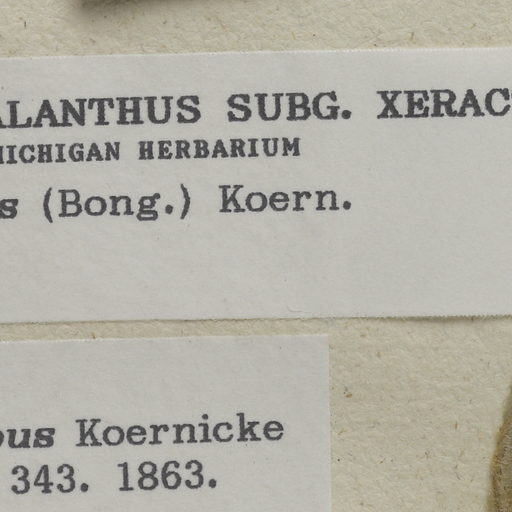 ALANTHUS SUBG. XERAC
MICHIGAN HERBARIUM
s (Bong.) Koern.
ous Koernicke
343. 1863.